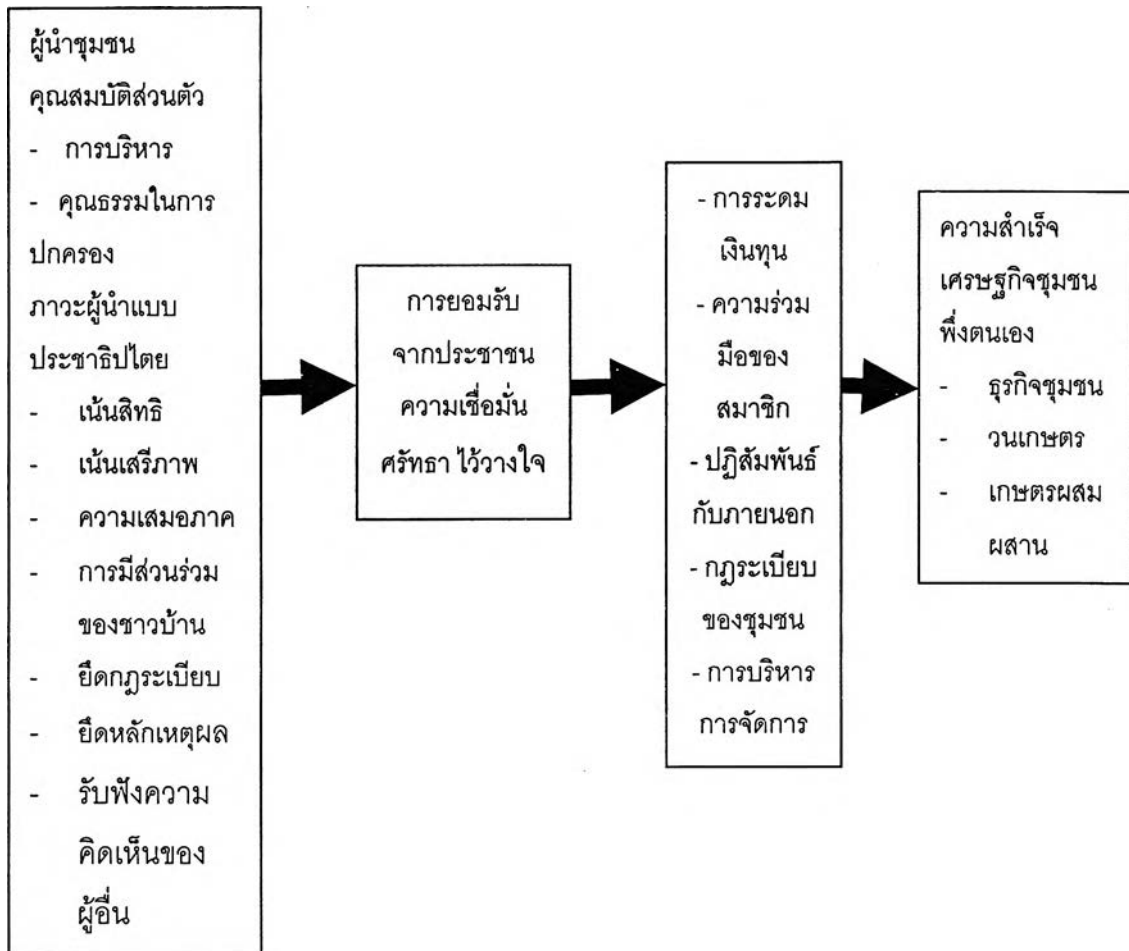 ผู้นำชุมชน
คุณสมบัติส่วนตัว
- การบริหาร
- คุณธรรมในการ
ปกครอง
ภาวะผู้นำแบบ
ประชาธิปไตย
- เน้นสิทธิ
- เน้นเสรีภาพ
- ความเสมอภาค
- การมีส่วนร่วม
ของชาวบ้าน
- ยึดกฎระเบียบ
- ยึดหลักเหตุผล
- รับฟังความ
คิดเห็นของ
ผู้อื่น
การยอมรับ
จากประชาชน
ความเชื่อมั่น
ศรัทธา ไว้วางใจ
- การระดม
เงินทุน
- ความร่วม
มือของ
สมาชิก
- ปฏิสัมพันธ์
กับภายนอก
- กฎระเบียบ
ของชุมชน
- การบริหาร
การจัดการ
ความสำเร็จ
เศรษฐกิจชุมชน
พึ่งตนเอง
- ธุรกิจชุมชน
- วนเกษตร
- เกษตรผสม
ผสาน